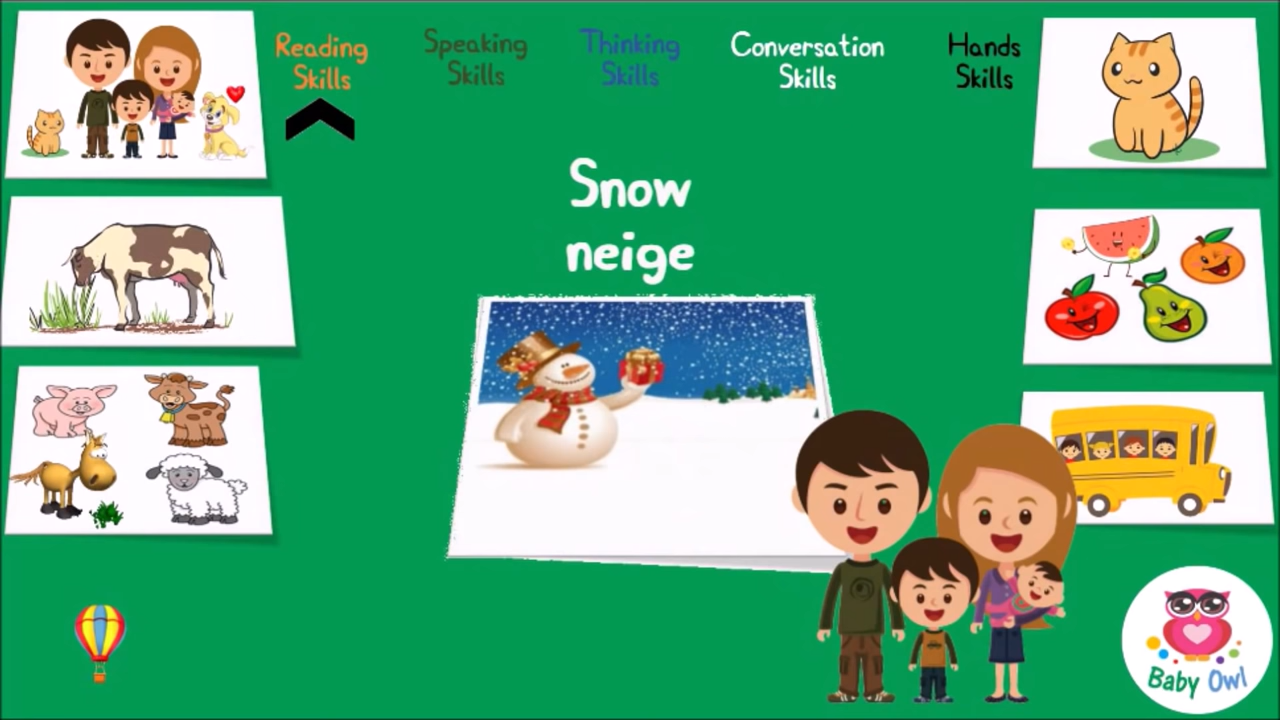 Reading
Skills
Speaking
Skills
Thinking
Skills
Conversation
Skills
Hands
Skills
Snow
neige
Baby Owl